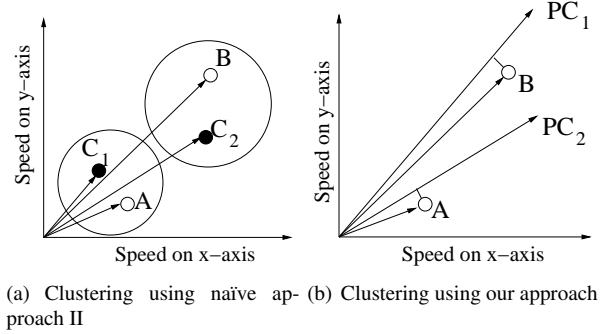 Speed on y−axis
B
C2
C1
A
Speed on x−axis
(a) Clustering using naïve ap-
proach II
Speed on y−axis
PC1
B
PC2
A
Speed on x−axis
(b) Clustering using our approach